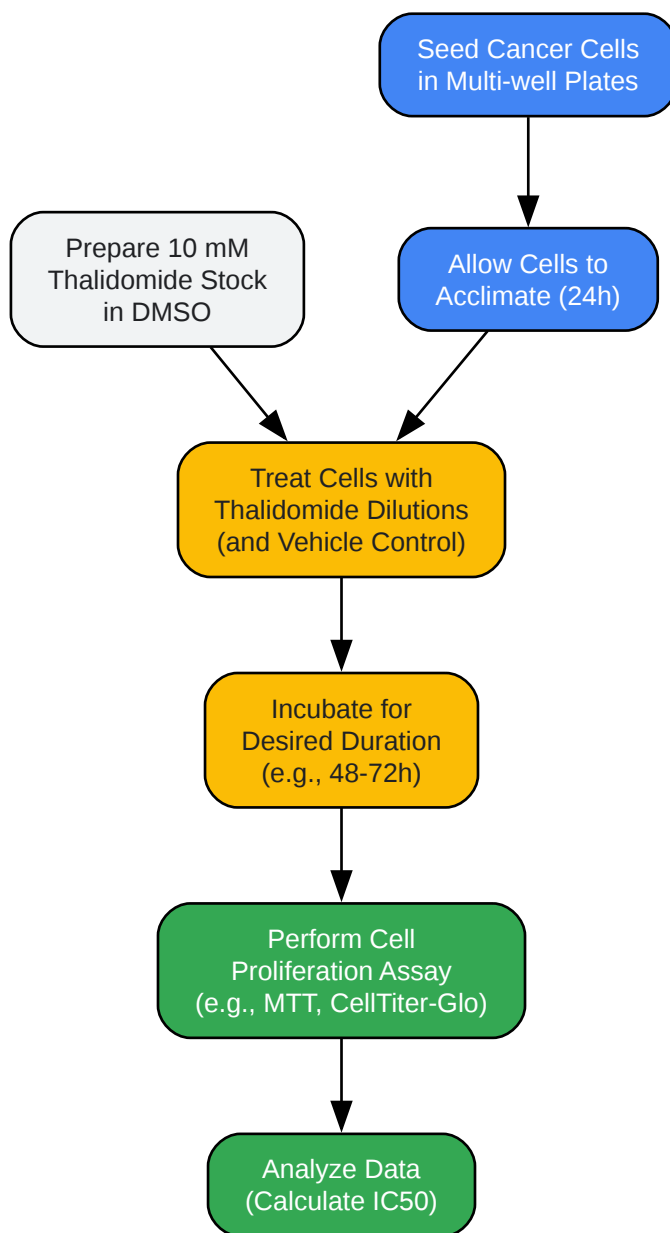 Seed Cancer Cells
in Multi-well Plates
Prepare 10 mM
Thalidomide Stock
in DMSO
Allow Cells to
Acclimate (24h)
Treat Cells with
Thalidomide Dilutions
(and Vehicle Control)
Incubate for
Desired Duration
(e.g., 48-72h)
Perform Cell
Proliferation Assay
(e.g., MTT, CellTiter-Glo)
Analyze Data
(Calculate IC50)